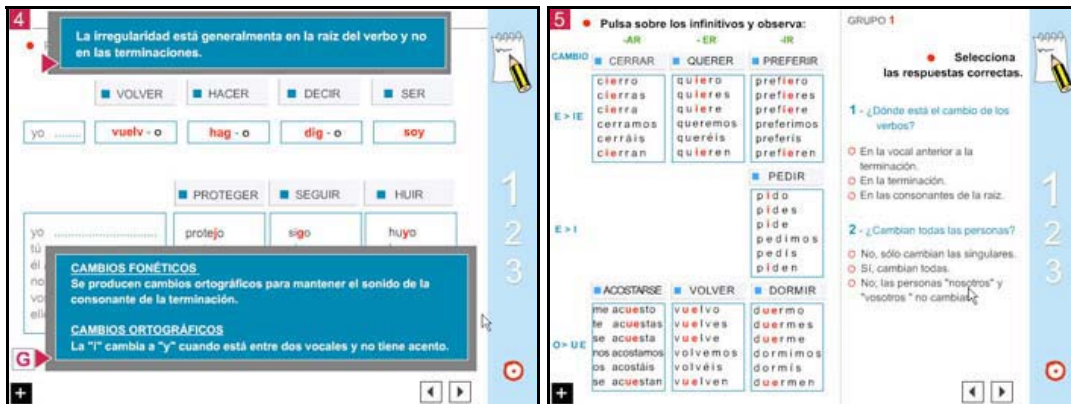 4
La irregularidad está generalmenta en la raíz del verbo y no
en las terminaciones.
VOLVER HACER DECIR SER
yo ........ vuelv - o hag - o dig - o soy
PROTEGER SEGUIR HUIR
yo ................................ protejo sigo huyo
tú
él
no
vo
ell
CAMBIOS FONÉTICOS
Se producen cambios ortográficos para mantener el sonido de la
consonante de la terminación.
CAMBIOS ORTOGRÁFICOS
La "i" cambia a "y" cuando está entre dos vocales y no tiene acento.
G
+
1
2
3
5
Pulsa sobre los infinitivos y observa:
-AR - ER -IR
CAMBIO CERRAR QUERER PREFERIR
cierro quiero prefiero
cierras quieres prefieres
cierra quiere prefiere
E > IE cerramos queremos preferimos
cerráis queréis preferís
cierran quieren prefieren
PEDIR
pido
pides
pide
E > I pedimos
pedís
piden
ACOSTARSE VOLVER DORMIR
me acuesto vuelvo duermo
te acuestas vuelves duermes
se acuesta vuelve duerme
O> UE nos acostamos volvemos dormimos
os acostáis volvéis dormís
se acuestan vuelven duermen
+
GRUPO 1
Selecciona
las respuestas correctas.
1 - ¿Dónde está el cambio de los
verbos?
En la vocal anterior a la
terminación.
En la terminación.
En las consonantes de la raíz.
2 - ¿Cambian todas las personas?
No, sólo cambian las singulares.
Sí, cambian todas.
No; las personas "nosotros" y
"vosotros " no cambian.
1
2
3